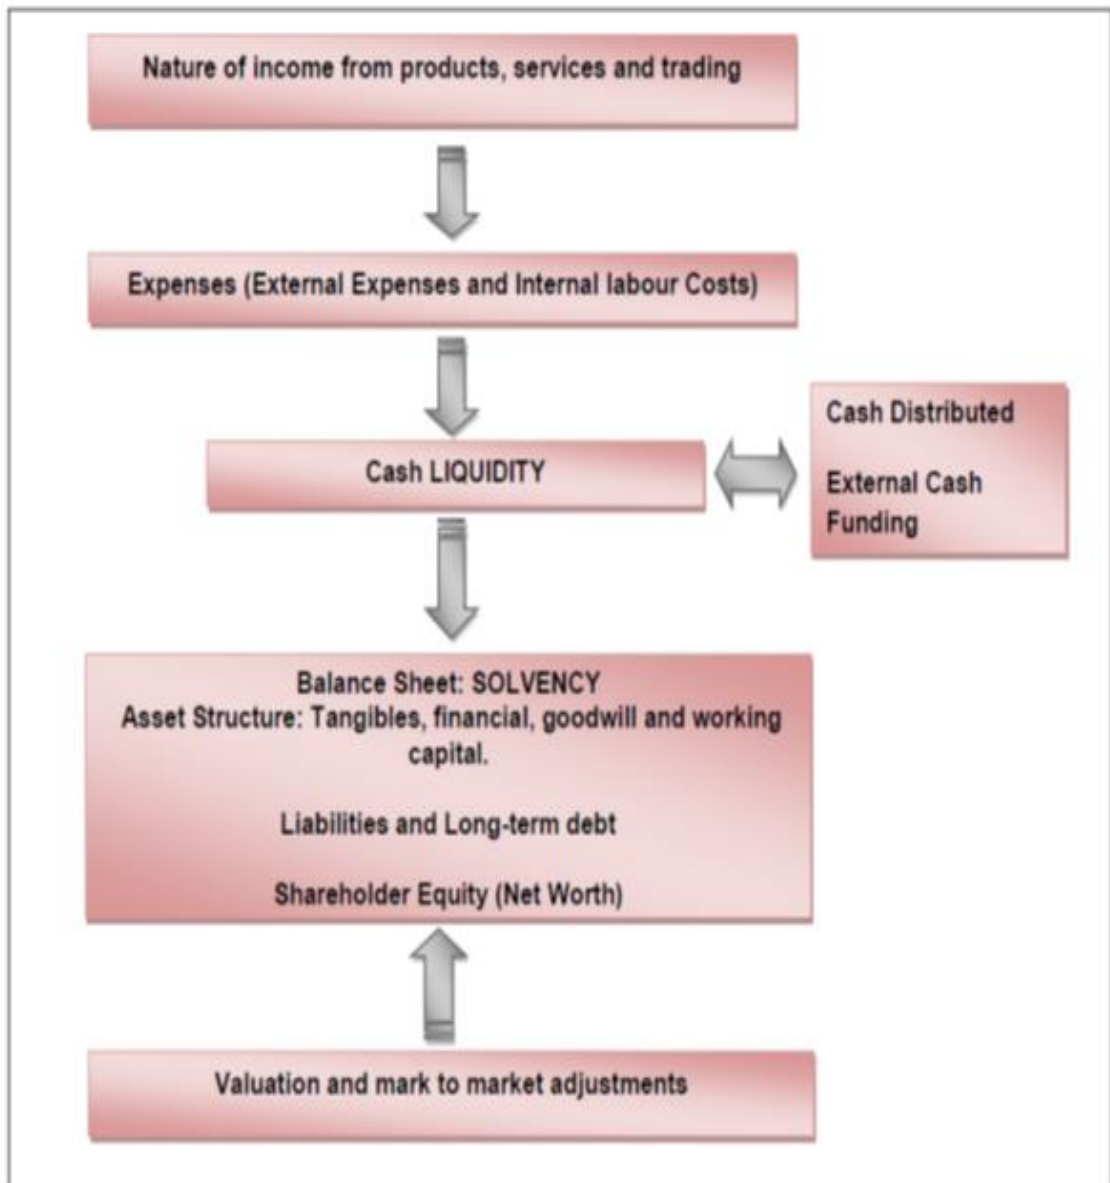 Nature of income from products, services and trading
Expenses (External Expenses and Internal labour Costs)
Cash LIQUIDITY
Cash Distributed
External Cash
Funding
Balance Sheet: SOLVENCY
Asset Structure: Tangibles, financial, goodwill and working
capital.
Liabilities and Long-term debt
Shareholder Equity (Net Worth)
Valuation and mark to market adjustments